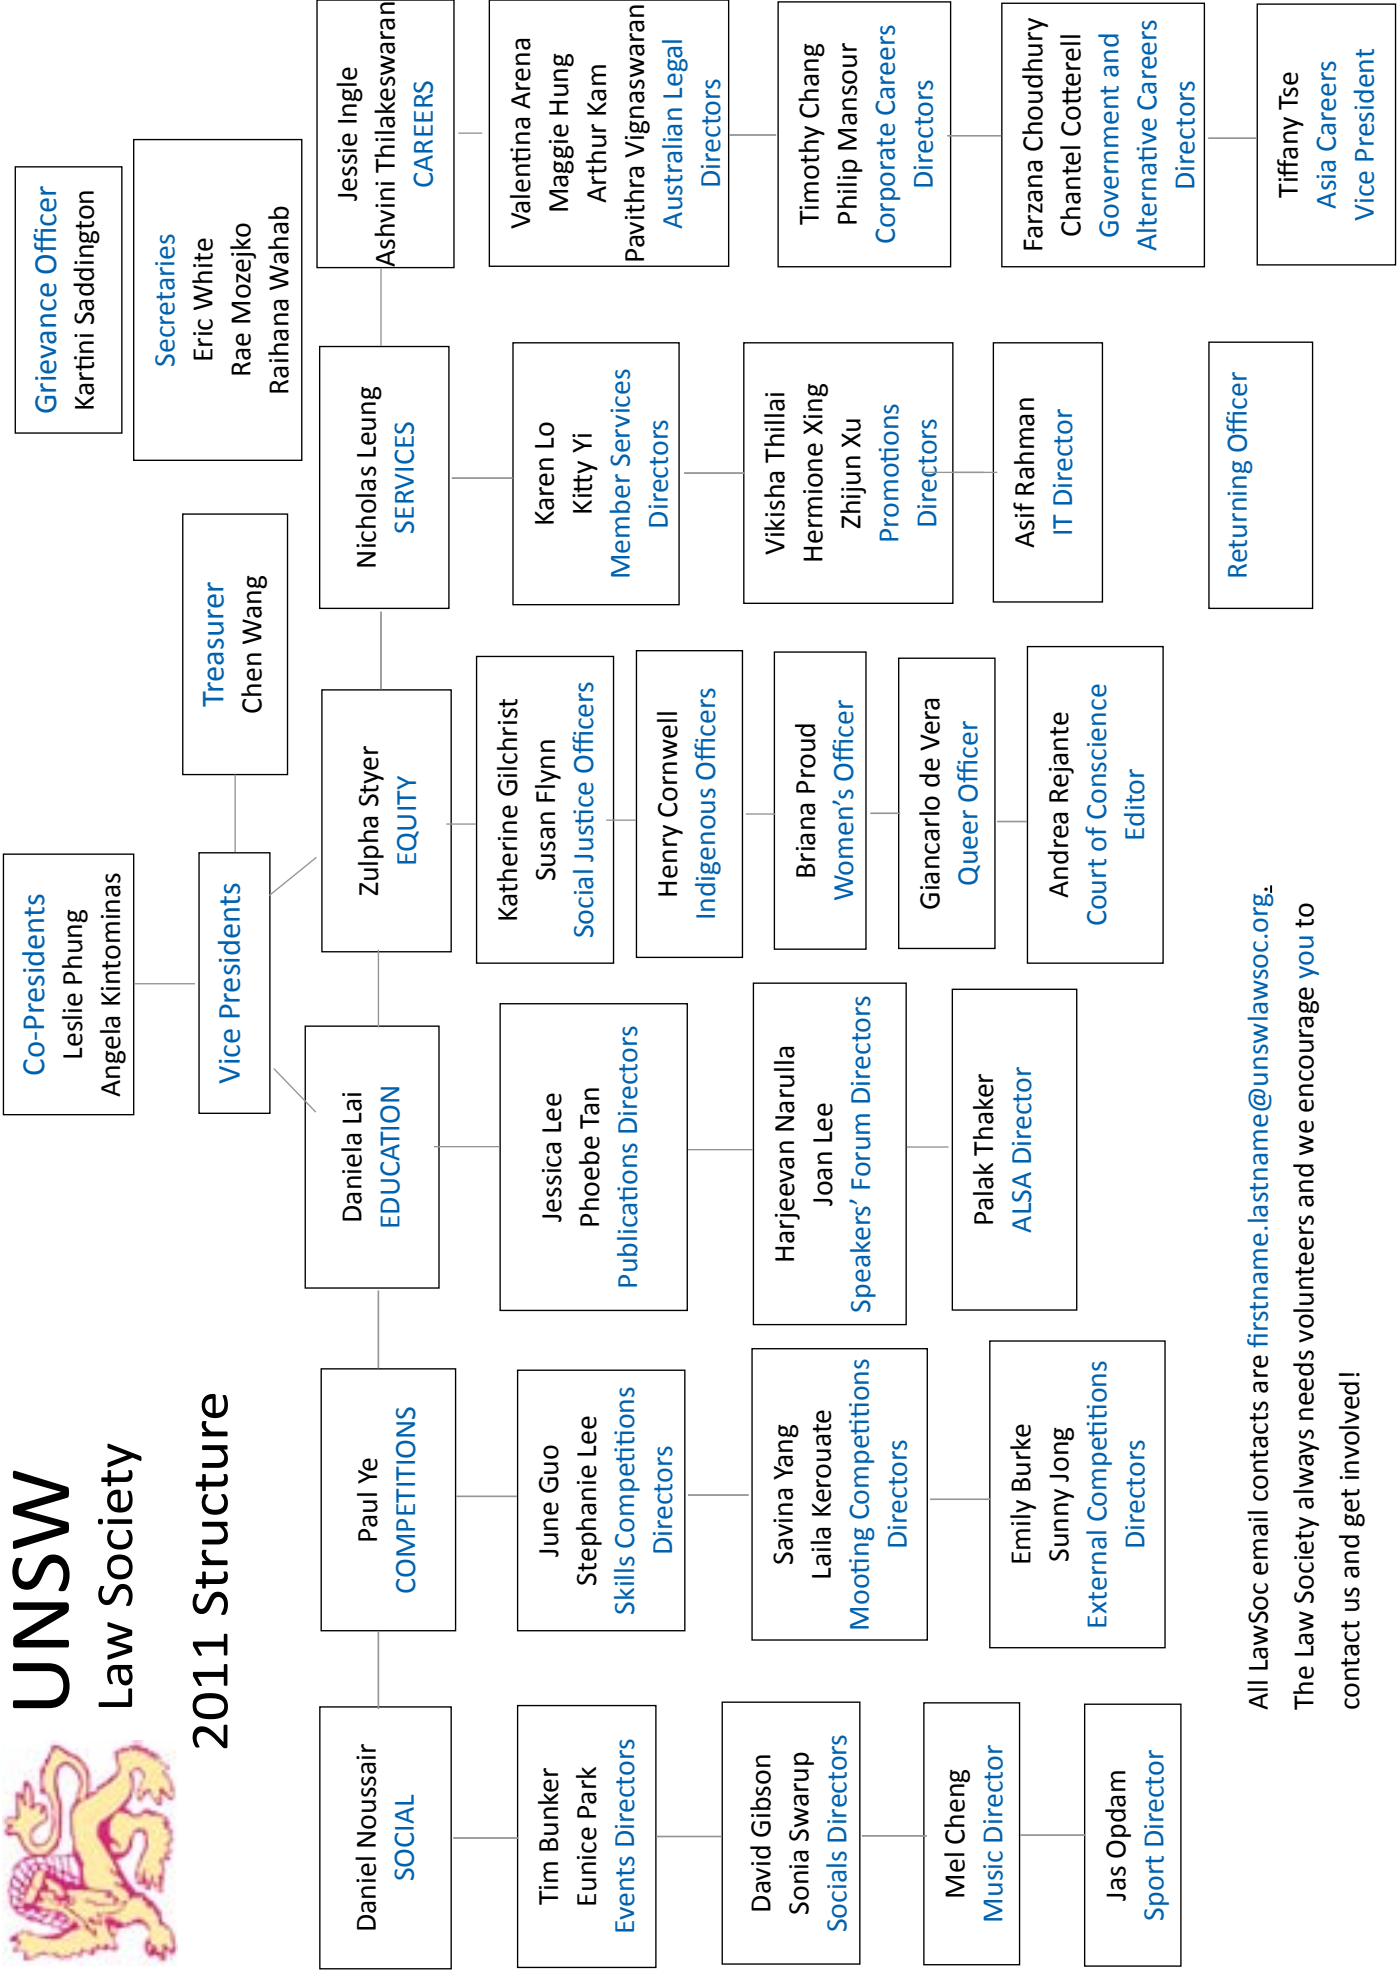 UNSW
Law Society
2011 Structure
Co-Presidents
Leslie Phung
Angela Kintominas
Vice Presidents
Treasurer
Chen Wang
Grievance Officer
Kartini Saddington
Secretaries
Eric White
Rae Mozejko
Raihana Wahab
Daniel Noussair
SOCIAL
Tim Bunker
Eunice Park
Events Directors
David Gibson
Sonia Swarup
Socials Directors
Mel Cheng
Music Director
Jas Opdam
Sport Director
Paul Ye
COMPETITIONS
June Guo
Stephanie Lee
Skills Competitions
Directors
Savina Yang
Laila Kerouate
Mooting Competitions
Directors
Emily Burke
Sunny Jong
External Competitions
Directors
Daniela Lai
EDUCATION
Jessica Lee
Phoebe Tan
Publications Directors
Harjeevan Narulla
Joan Lee
Speakers’ Forum Directors
Palak Thaker
ALSA Director
Zulpha Styer
EQUITY
Katherine Gilchrist
Susan Flynn
Social Justice Officers
Henry Cornwell
Indigenous Officers
Briana Proud
Women’s Officer
Giancarlo de Vera
Queer Officer
Andrea Rejante
Court of Conscience
Editor
Nicholas Leung
SERVICES
Karen Lo
Kitty Yi
Member Services
Directors
Vikisha Thillai
Hermione Xing
Zhijun Xu
Promotions
Directors
Asif Rahman
IT Director
Returning Officer
Jessie Ingle
Ashvini Thilakeswaran
CAREERS
Valentina Arena
Maggie Hung
Arthur Kam
Pavithra Vignaswaran
Australian Legal
Directors
Timothy Chang
Philip Mansour
Corporate Careers
Directors
Farzana Choudhury
Chantel Cotterell
Government and
Alternative Careers
Directors
Tiffany Tse
Asia Careers
Vice President
All LawSoc email contacts are firstname.lastname@unswlawsoc.org.
The Law Society always needs volunteers and we encourage you to
contact us and get involved!